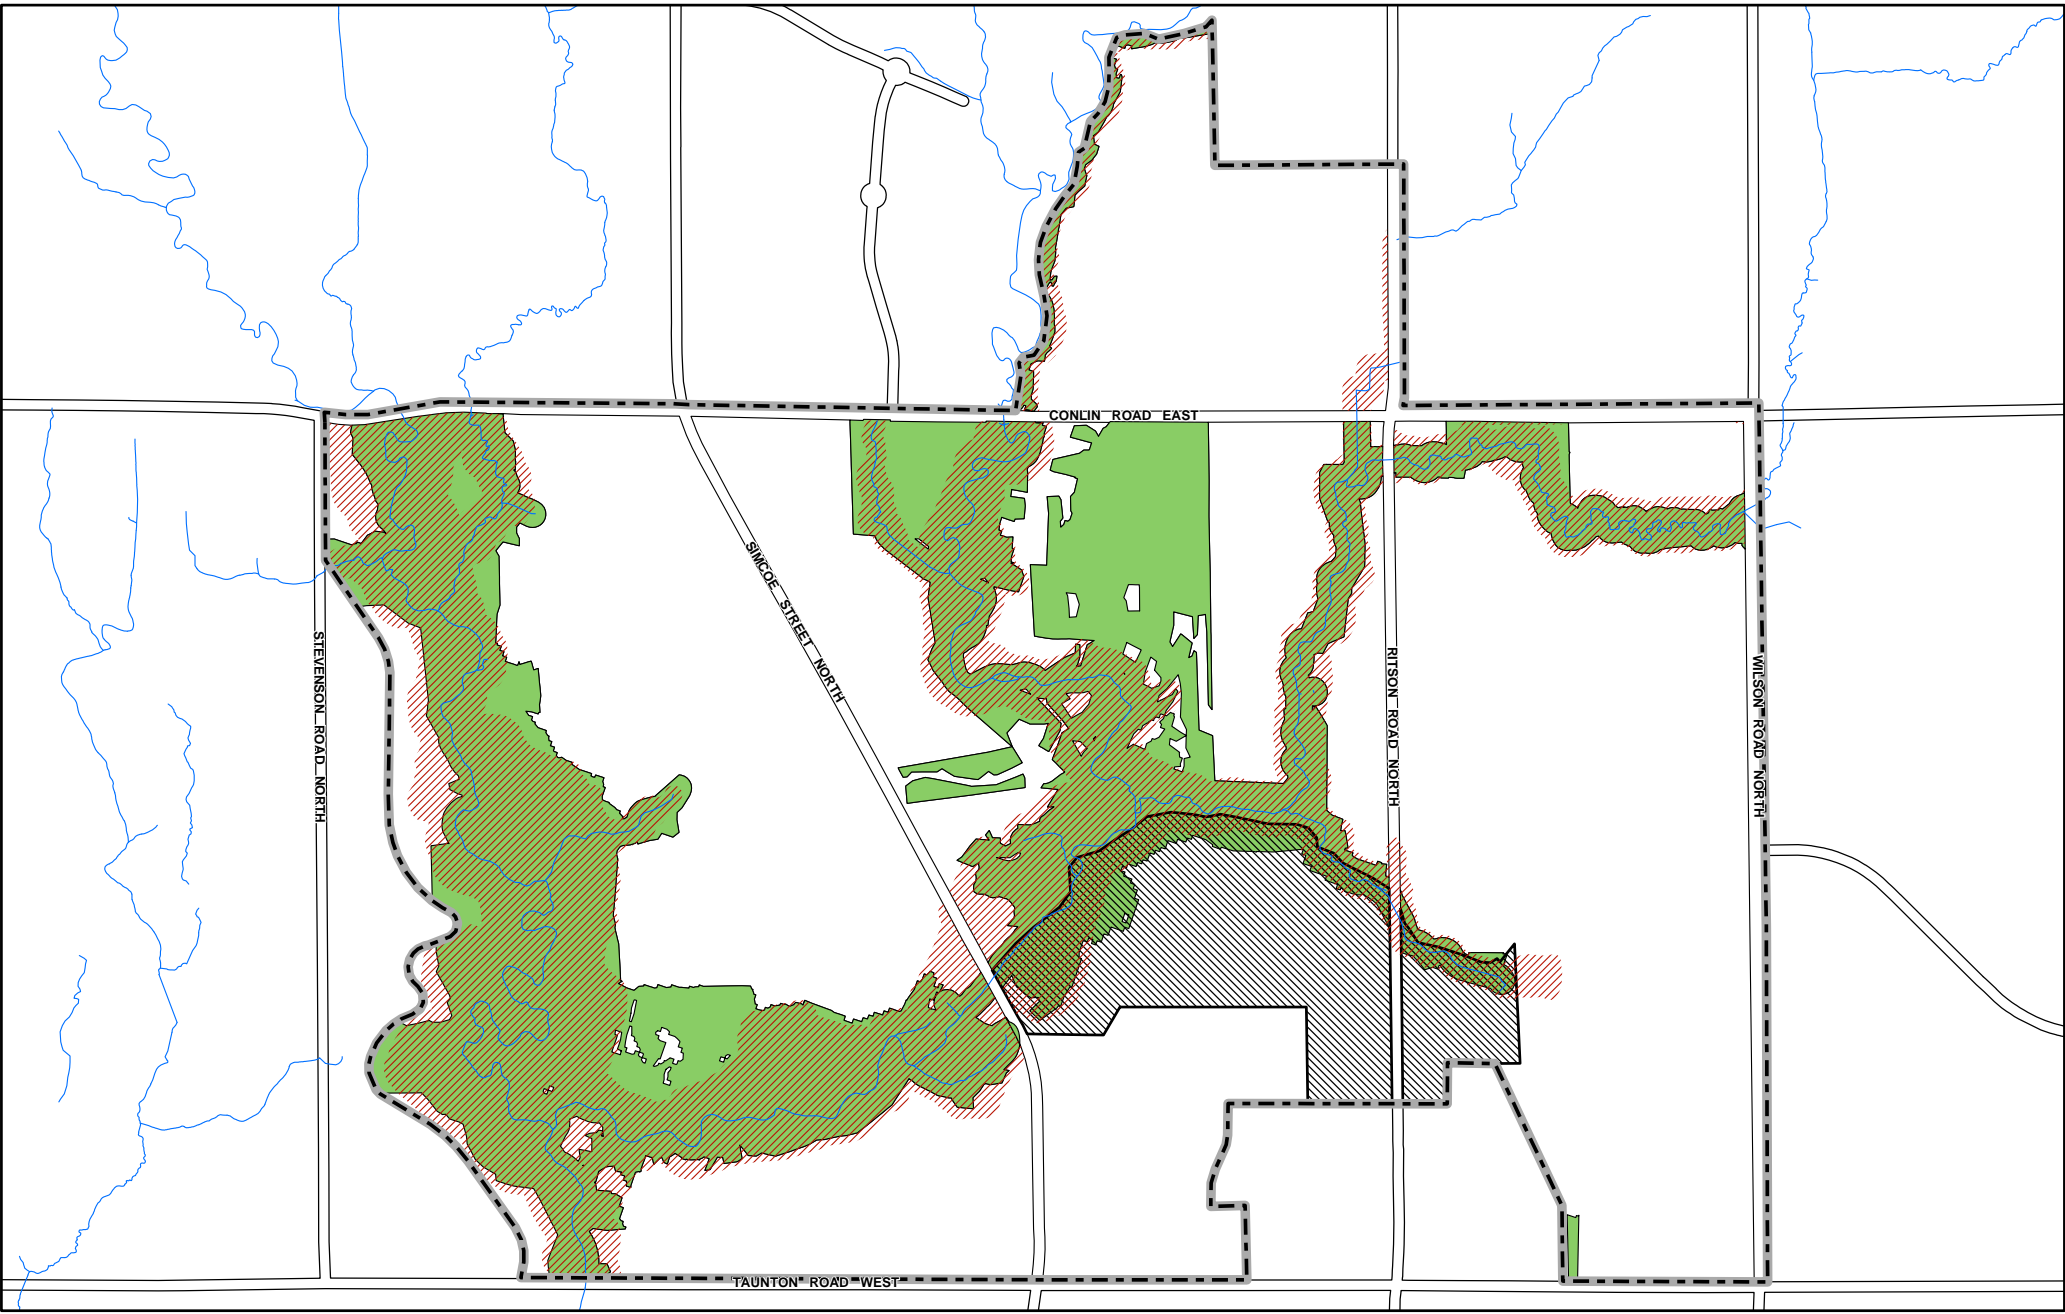 CONLIN ROAD EAST
SIMCOE STREET NORTH
STEVENSON ROAD NORTH
RITSON ROAD NORTH
WILSON ROAD NORTH
TAUNTON ROAD WEST